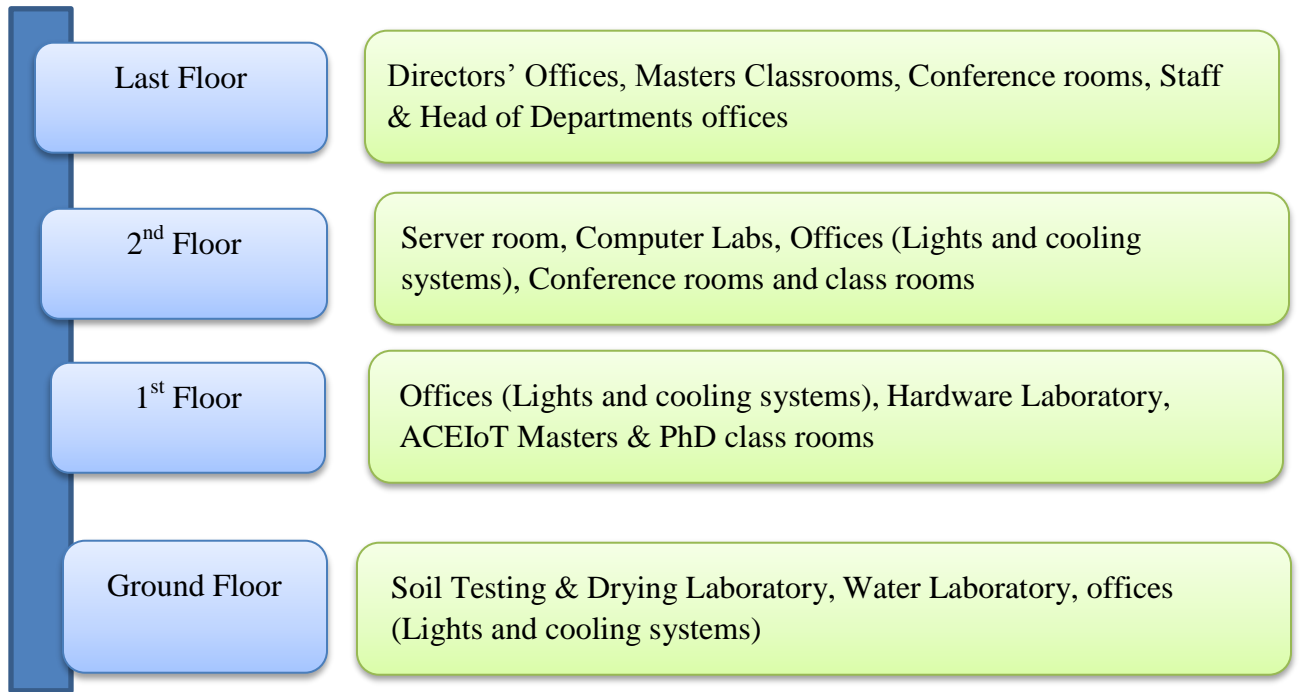 Last Floor
Directors’ Offices, Masters Classrooms, Conference rooms, Staff
& Head of Departments offices
2nd Floor
Server room, Computer Labs, Offices (Lights and cooling
systems), Conference rooms and class rooms
1st Floor
Offices (Lights and cooling systems), Hardware Laboratory,
ACEIoT Masters & PhD class rooms
Ground Floor
Soil Testing & Drying Laboratory, Water Laboratory, offices
(Lights and cooling systems)